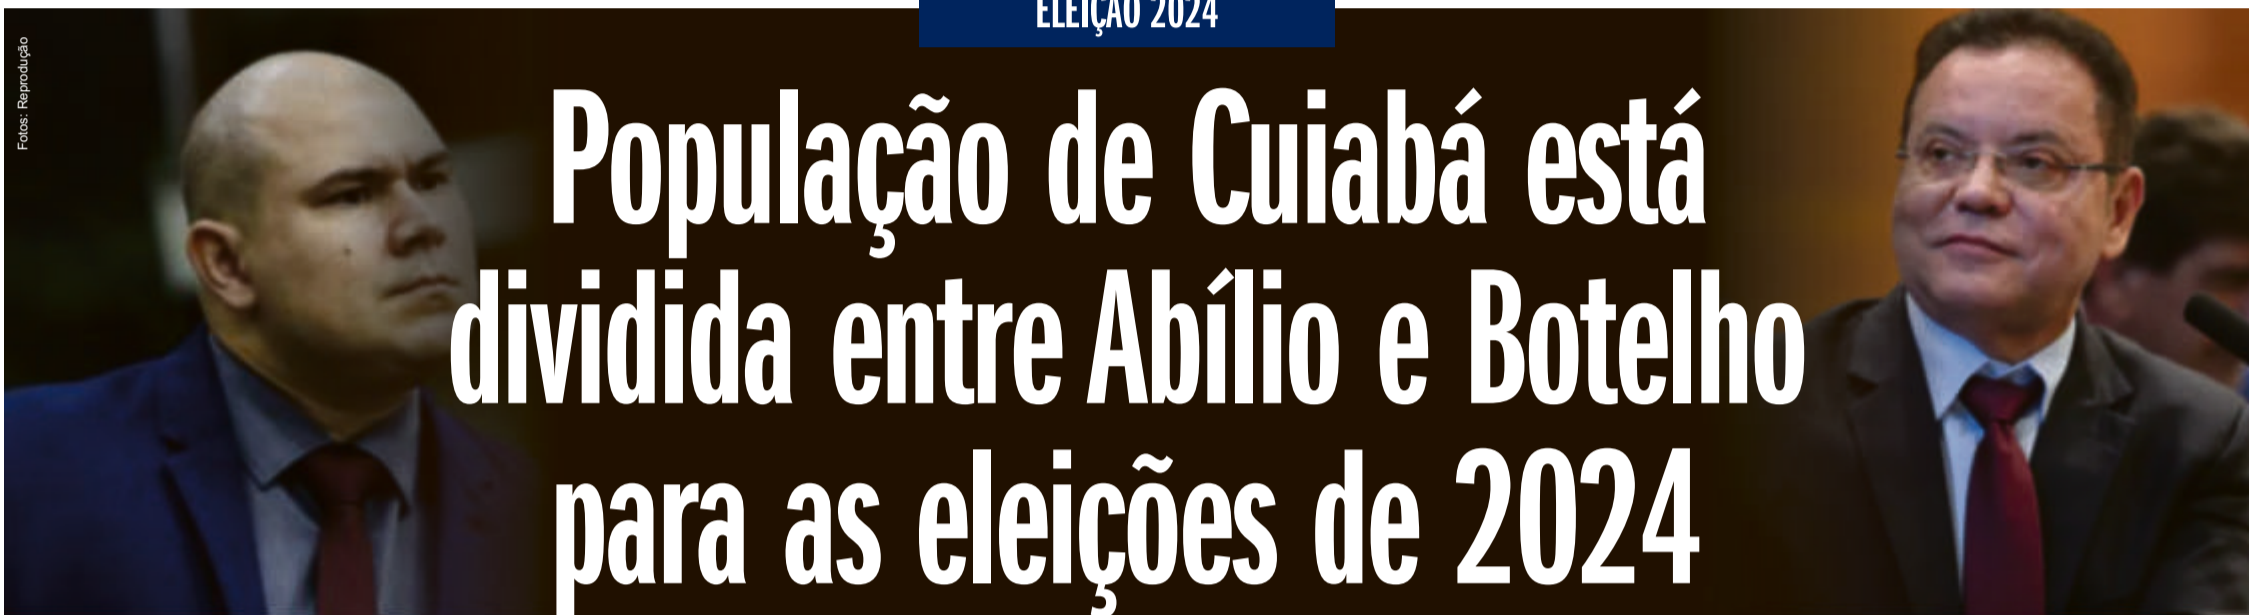 ELEIÇÃO 2024
Fotos: Reprodução
População de Cuiabá está
dividida entre Abílio e Botelho
para as eleições de 2024